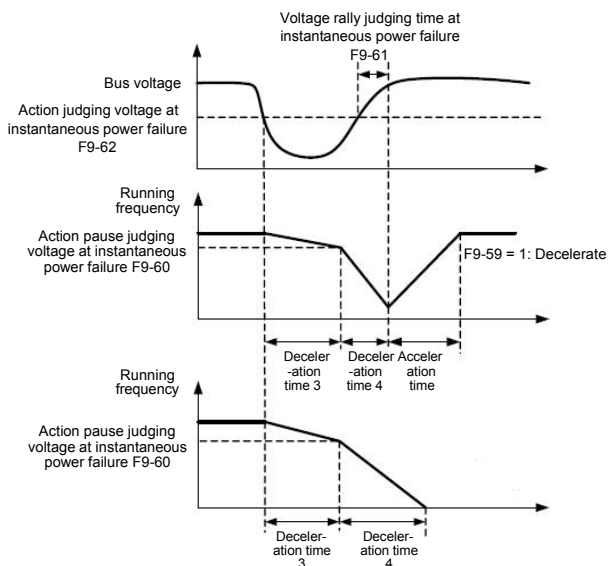 Voltage rally judging time at
instantaneous power failure
F9-61
Bus voltage
Action judging voltage at
instantaneous power failure
F9-62
Running
frequency
Action pause judging
voltage at instantaneous
power failure F9-60
F9-59 = 1: Decelerate
Deceler
-ation
time 3
Deceler
-ation
time 4
Acceler
ation
time
Running
frequency
Action pause judging
voltage at instantaneous
power failure F9-60
Deceler-
ation time
3
Deceler-
ation time
4